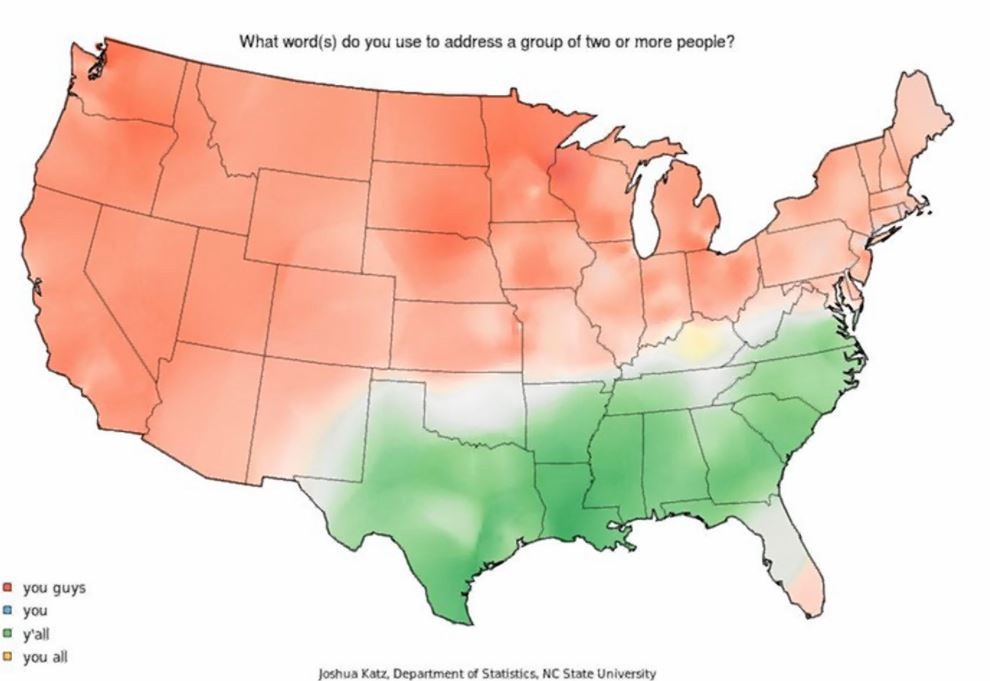 What word(s) do you use to address a group of two or more people?
you guys
you
y'all
you all
Joshua Katz, Department of Statistics, NC State University